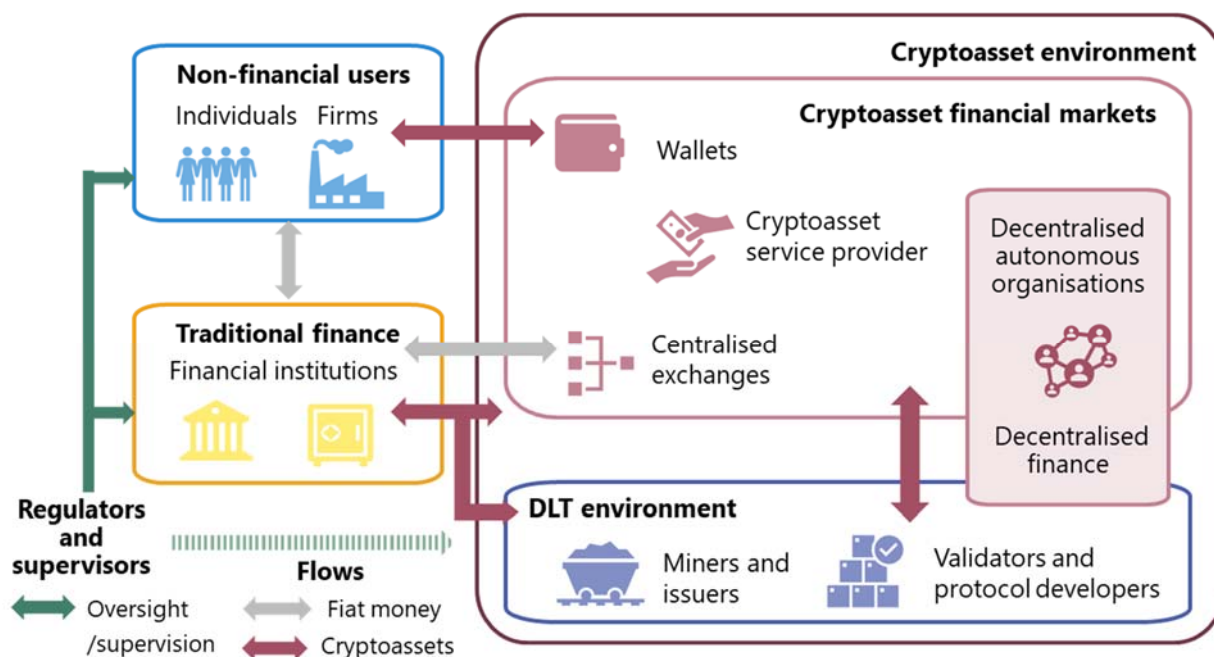 Non-financial users
Individuals
Firms
Traditional finance
Financial institutions
Regulators
and
supervisors
Flows
Oversight
/supervision
Fiat money
Cryptoassets
Cryptoasset environment
Cryptoasset financial markets
Wallets
Cryptoasset
service provider
Centralised
exchanges
Decentralised
autonomous
organisations
Decentralised
finance
DLT environment
Miners and
issuers
Validators and
protocol developers